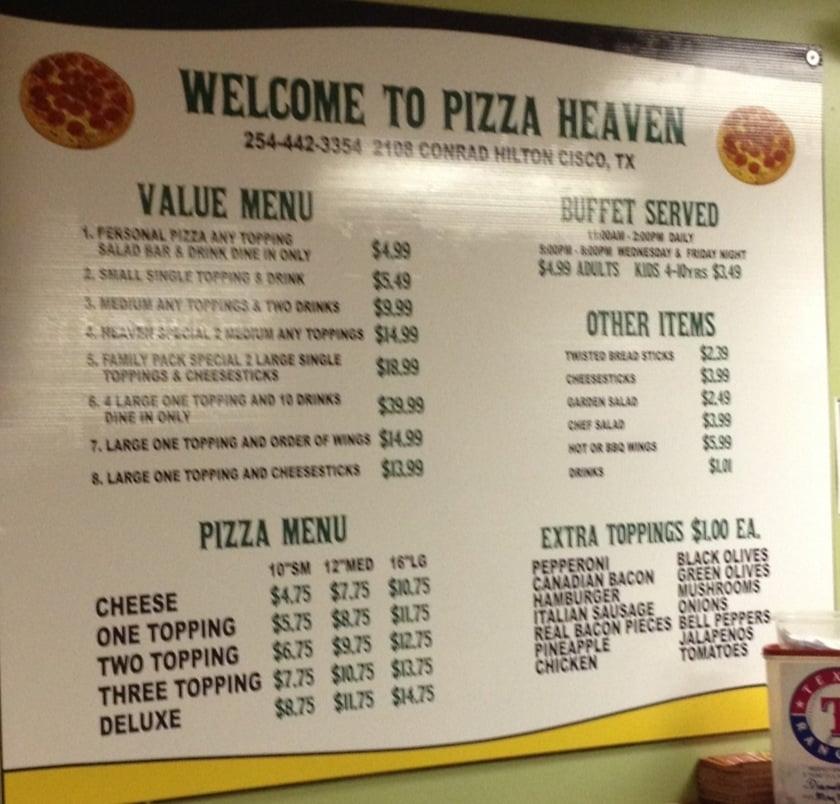 WELCOME TO PIZZA HEAVEN
254-442-3354 2108 CONRAD HILTON CISCO, TX
VALUE MENU
1. PERSONAL PIZZA ANY TOPPING
SALAD BAR & DRINK DINE IN ONLY $4.99
2. SMALL SINGLE TOPPING & DRINK $5.49
3. MEDIUM ANY TOPPINGS & TWO DRINKS $9.99
4. HEAVEN SPECIAL 2 MEDIUM ANY TOPPINGS $14.99
5. FAMILY PACK SPECIAL 2 LARGE SINGLE
TOPPINGS & CHEESESTICKS $18.99
6. 4 LARGE ONE TOPPING AND 10 DRINKS
DINE IN ONLY $39.99
7. LARGE ONE TOPPING AND ORDER OF WINGS $14.99
8. LARGE ONE TOPPING AND CHEESESTICKS $13.99
BUFFET SERVED
11:00AM - 2:00PM DAILY
5:00PM - 8:00PM WEDNESDAY & FRIDAY NIGHT
$4.99 ADULTS KIDS 4-10YRS $3.49
OTHER ITEMS
TWISTED BREAD STICKS $2.39
CHEESESTICKS $3.99
GARDEN SALAD $2.49
CHEF SALAD $3.99
HOT OR BBQ WINGS $5.99
DRINKS $1.01
PIZZA MENU
10"SM 12"MED 16"LG
CHEESE $4.75 $7.75 $10.75
ONE TOPPING $5.75 $8.75 $11.75
TWO TOPPING $6.75 $9.75 $12.75
THREE TOPPING $7.75 $10.75 $13.75
DELUXE $8.75 $11.75 $14.75
EXTRA TOPPINGS $1.00 EA.
PEPPERONI
CANADIAN BACON
HAMBURGER
ITALIAN SAUSAGE
REAL BACON PIECES
PINEAPPLE
CHICKEN
BLACK OLIVES
GREEN OLIVES
MUSHROOMS
ONIONS
BELL PEPPERS
JALAPENOS
TOMATOES